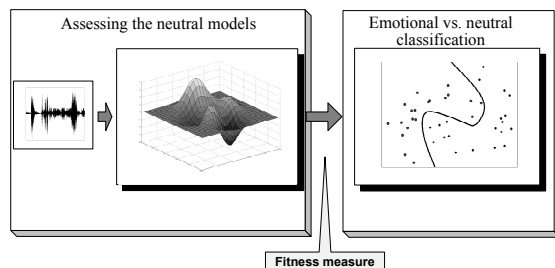 Assessing the neutral models
Emotional vs. neutral
classification
Fitness measure